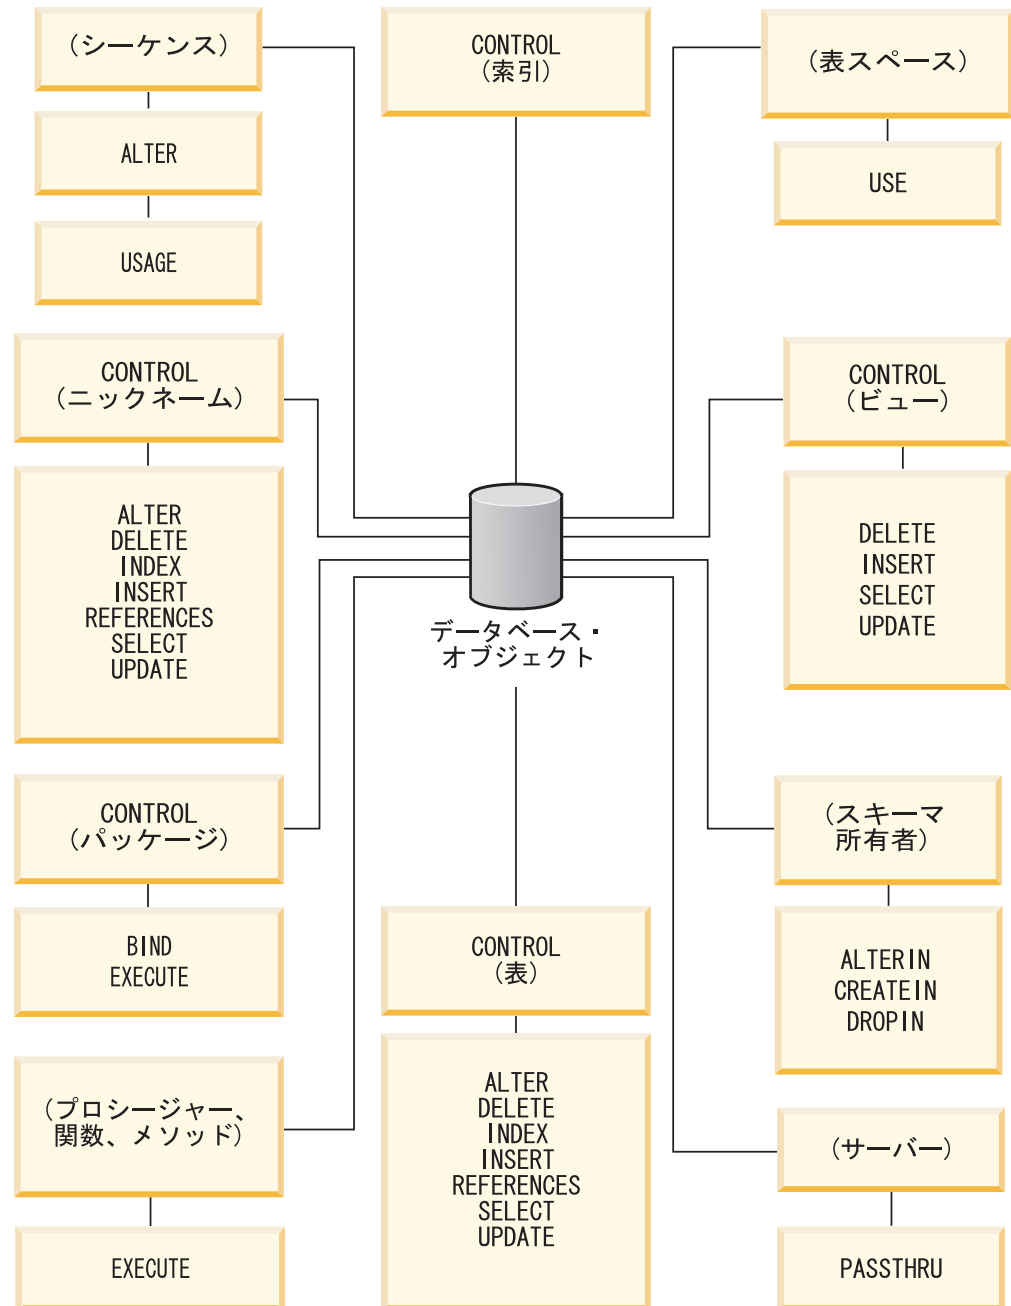 (シーケンス)
ALTER
USAGE
CONTROL
(索引)
(表スペース)
USE
CONTROL
(ニックネーム)
ALTER
DELETE
INDEX
INSERT
REFERENCES
SELECT
UPDATE
CONTROL
(ビュー)
DELETE
INSERT
SELECT
UPDATE
データベース・
オブジェクト
CONTROL
(パッケージ)
BIND
EXECUTE
(スキーマ
所有者)
ALTERIN
CREATEIN
DROPIN
CONTROL
(表)
ALTER
DELETE
INDEX
INSERT
REFERENCES
SELECT
UPDATE
(プロシージャー、
関数、メソッド)
EXECUTE
(サーバー)
PASSTHRU